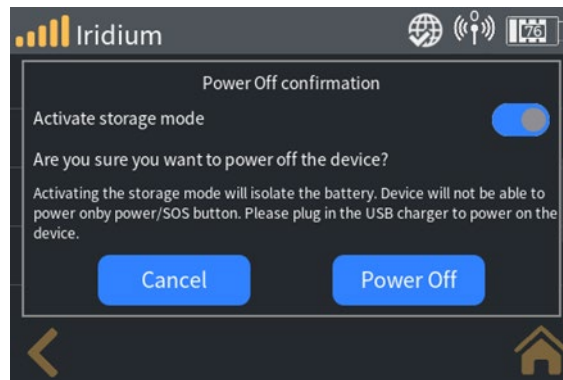 Iridium
76
Power Off confirmation
Activate storage mode
Are you sure you want to power off the device?
Activating the storage mode will isolate the battery. Device will not be able to
power onby power/SOS button. Please plug in the USB charger to power on the
device.
Cancel
Power Off